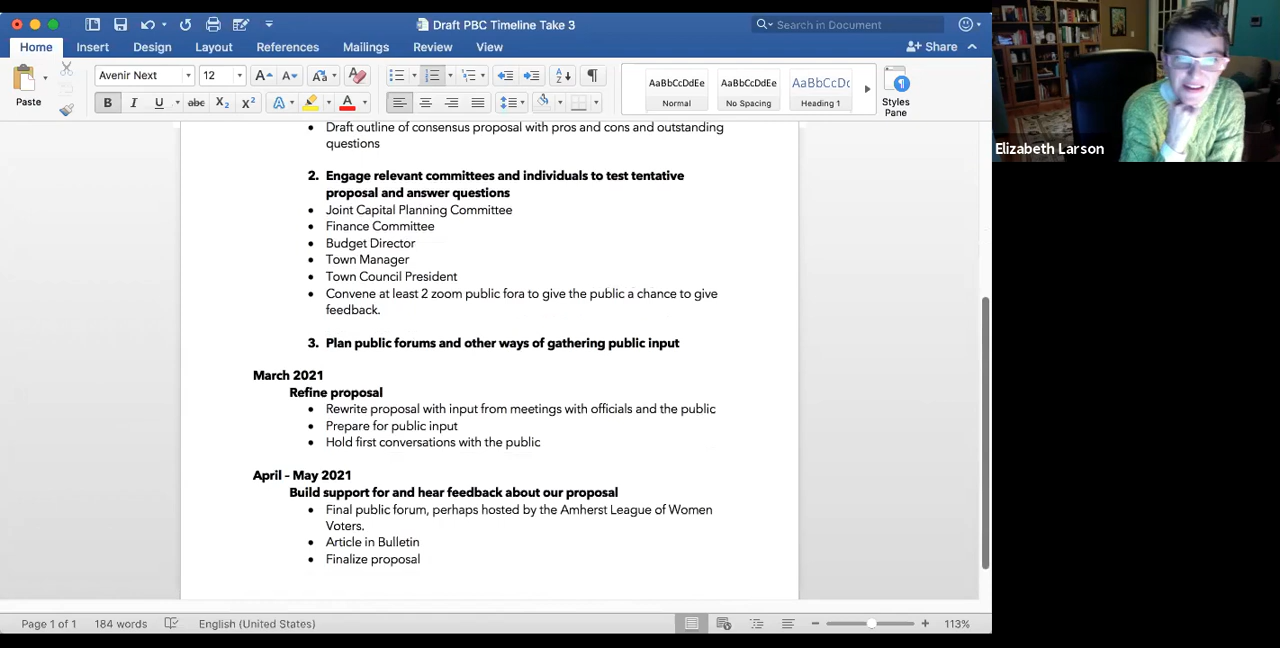 Draft PBC Timeline Take 3
Search in Document
Home Insert Design Layout References Mailings Review View
Share
Paste
Avenir Next 12
B I U abc X₂ X²
AaBbCcDdEe AaBbCcDdEe AaBbCcDc
Normal No Spacing Heading 1
Styles
Pane
• Draft outline of consensus proposal with pros and cons and outstanding
questions
2. Engage relevant committees and individuals to test tentative
proposal and answer questions
• Joint Capital Planning Committee
• Finance Committee
• Budget Director
• Town Manager
• Town Council President
• Convene at least 2 zoom public fora to give the public a chance to give
feedback.
3. Plan public forums and other ways of gathering public input
March 2021
Refine proposal
• Rewrite proposal with input from meetings with officials and the public
• Prepare for public input
• Hold first conversations with the public
April – May 2021
Build support for and hear feedback about our proposal
• Final public forum, perhaps hosted by the Amherst League of Women
Voters.
• Article in Bulletin
• Finalize proposal
Page 1 of 1 184 words English (United States) 113%
Elizabeth Larson